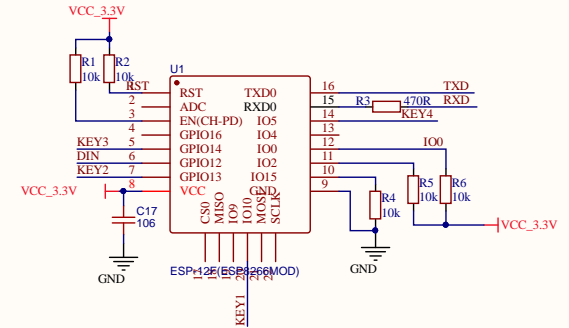 VCC_3.3V
R1
10k
R2
10k
RST
U1
1
2
3
4
5
6
7
8
RST
ADC
EN(CH-PD)
GPIO16
GPIO14
GPIO12
GPIO13
VCC
KEY3
DIN
KEY2
VCC_3.3V
C17
106
GND
TXD0
RXD0
IO5
IO4
IO0
IO2
IO15
GND
16
15
14
13
12
11
10
9
TXD
R3
470R
RXD
KEY4
IO0
R4
10k
R5
10k
R6
10k
VCC_3.3V
GND
CS0
MISO
IO9
IO10
MOSI
SCLK
ESP-12F(ESP8266MOD)
KEY1